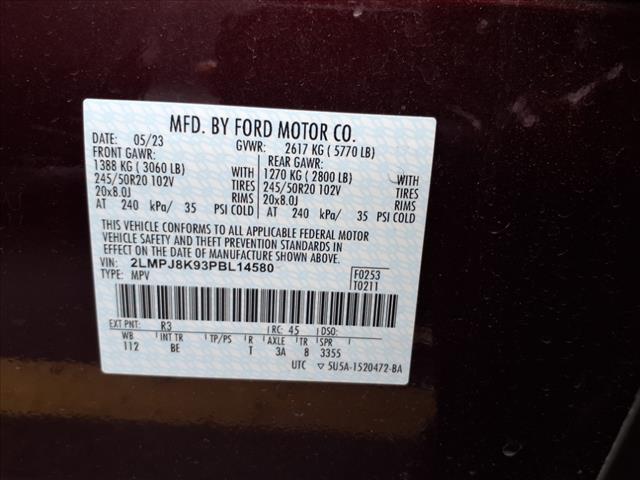 MFD. BY FORD MOTOR CO.
DATE: 05/23 GVWR: 2617 KG ( 5770 LB)
FRONT GAWR: REAR GAWR:
1388 KG ( 3060 LB) WITH 1270 KG ( 2800 LB) WITH
245/50R20 102V TIRES 245/50R20 102V TIRES
20x8.0J RIMS 20x8.0J RIMS
AT 240 kPa/ 35 PSI COLD AT 240 kPa/ 35 PSI COLD
THIS VEHICLE CONFORMS TO ALL APPLICABLE FEDERAL MOTOR
VEHICLE SAFETY AND THEFT PREVENTION STANDARDS IN
EFFECT ON THE DATE OF MANUFACTURE SHOWN ABOVE.
VIN: 2LMPJ8K93PBL14580 F0253
TYPE: MPV T0211
EXT PNT: R3 RC: 45 DSO:
WB INT TR TP/PS R AXLE TR SPR
112 BE T 3A 8 3355
UTC ▽ 5U5A-1520472-BA